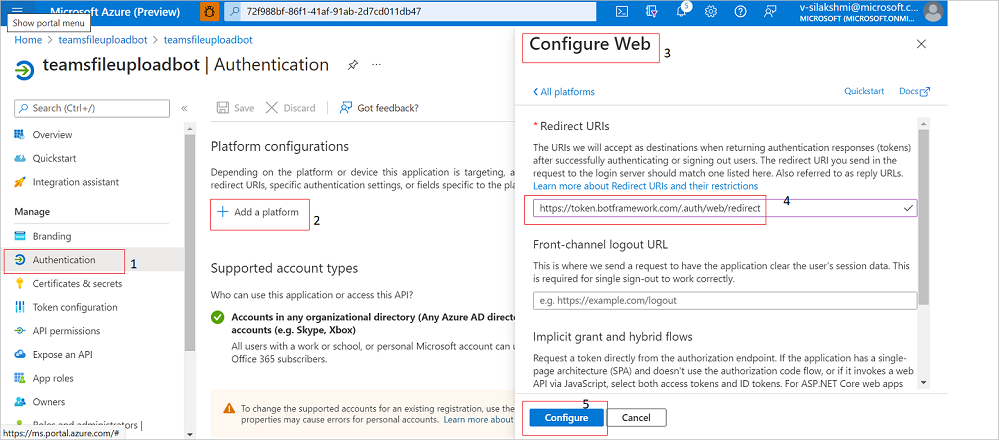 Microsoft Azure (Preview)
72f988bf-86f1-41af-91ab-2d7cd011db47
5
v-silakshmi@microsoft.c...
MICROSOFT (MICROSOFT.ONMI...
Show portal menu
Home > teamsfileuploadbot > teamsfileuploadbot
teamsfileuploadbot | Authentication
Search (Ctrl+/)
Overview
Quickstart
Integration assistant
Manage
Branding
Authentication
1
Certificates & secrets
Token configuration
API permissions
Expose an API
App roles
Owners
Roles and administrators |
https://ms.portal.azure.com/#
Save
Discard
Got feedback?
Platform configurations
Depending on the platform or device this application is targeting, a
redirect URIs, specific authentication settings, or fields specific to the pla
Add a platform
2
Supported account types
Who can use this application or access this API?
Accounts in any organizational directory (Any Azure AD direc
accounts (e.g. Skype, Xbox)
All users with a work or school, or personal Microsoft account can u
Office 365 subscribers.
To change the supported accounts for an existing registration, use the
properties may cause errors for personal accounts. Learn more about
Configure Web
3
All platforms
Quickstart
Docs
* Redirect URIs
The URIs we will accept as destinations when returning authentication responses (tokens)
after successfully authenticating or signing out users. The redirect URI you send in the
request to the login server should match one listed here. Also referred to as reply URLs.
Learn more about Redirect URIs and their restrictions
4
https://token.botframework.com/.auth/web/redirect
Front-channel logout URL
This is where we send a request to have the application clear the user's session data. This
is required for single sign-out to work correctly.
e.g. https://example.com/logout
Implicit grant and hybrid flows
Request a token directly from the authorization endpoint. If the application has a single-
page architecture (SPA) and doesn't use the authorization code flow, or if it invokes a web
API via JavaScript, select both access tokens and ID tokens. For ASP.NET Core web apps
5
Configure
Cancel